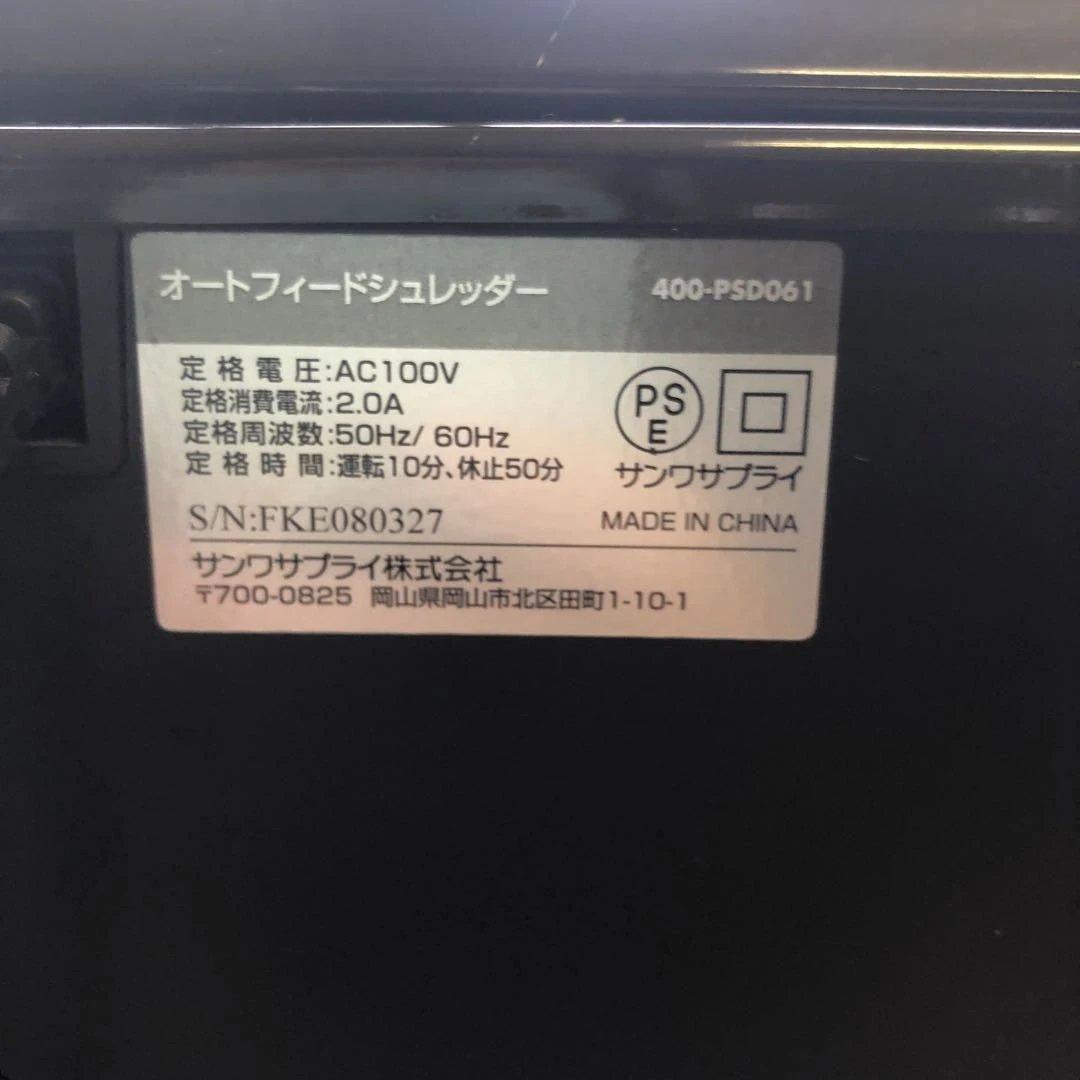 オートフィードシュレッダー 400-PSD061
定格電圧:AC100V
定格消費電流:2.0A
定格周波数:50Hz/ 60Hz
定格時間:運転10分、休止50分
PS
E
サンワサプライ
S/N:FKE080327
MADE IN CHINA
サンワサプライ株式会社
〒700-0825 岡山県岡山市北区田町1-10-1